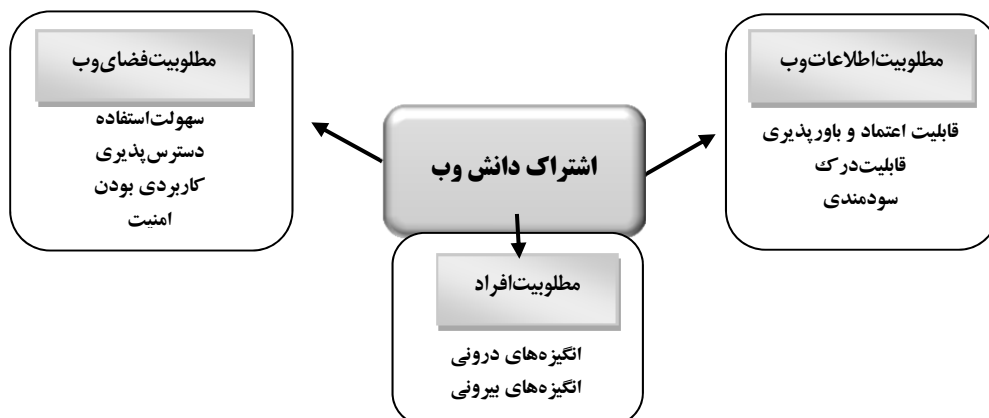 مطلوبیت‌اطلاعات‌وب
قابلیت اعتماد و باورپذیری
قابلیت‌درک
سودمندی
اشتراک دانش وب
مطلوبیت‌فضای‌وب
سهولت‌استفاده
دسترس‌پذیری
کاربردی بودن
امنیت
مطلوبیت‌افراد
انگیزه‌های درونی
انگیزه‌های بیرونی